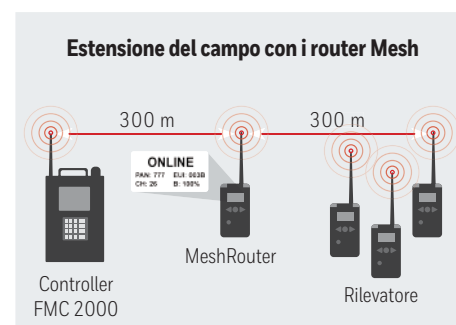 Estensione del campo con i router Mesh
300 m
300 m
ONLINE
PAN: 777 EUI: 003B
CH: 26 B: 100%
MeshRouter
Controller
FMC 2000
Rilevatore